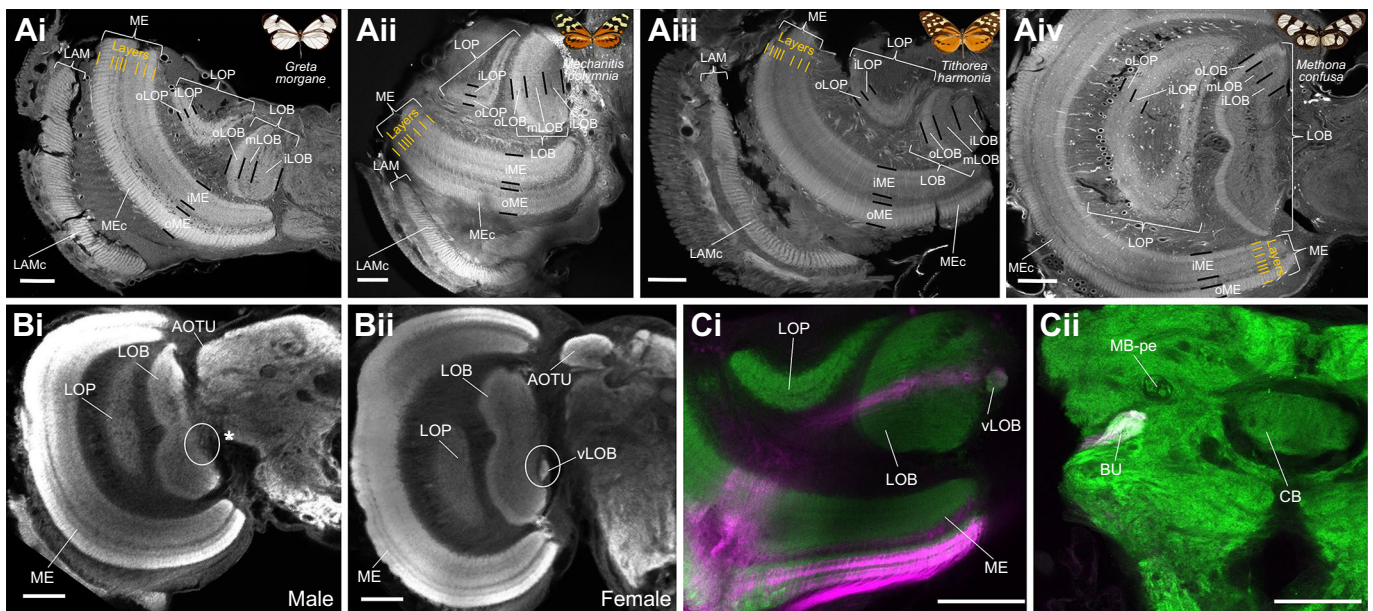 Ai
LAM
ME
Layers
Greta
morgane
LOP
iLOP
oLOP
LOB
oLOB
mLOB
iLOB
iME
oME
MEc
LAMc
Aii
LOP
Mechanitis
polymnia
iLOP
ME
oLOP
oLOB
mLOB
iLOB
Layers
LOB
LAM
iME
oME
MEc
LAMc
Aiii
ME
LOP
Layers
Tithorea
harmonia
LAM
iLOP
oLOP
iLOB
oLOB
mLOB
LOB
iME
oME
LAMc
MEc
Aiv
oLOB
mLOB
iLOB
Methona
confusa
oLOP
iLOP
LOB
LOP
Layers
ME
iME
MEc
oME
Bi
AOTU
LOB
LOP
*
ME
Male
Bii
LOB
AOTU
LOP
vLOB
ME
Female
Ci
LOP
vLOB
LOB
ME
Cii
MB-pe
BU
CB